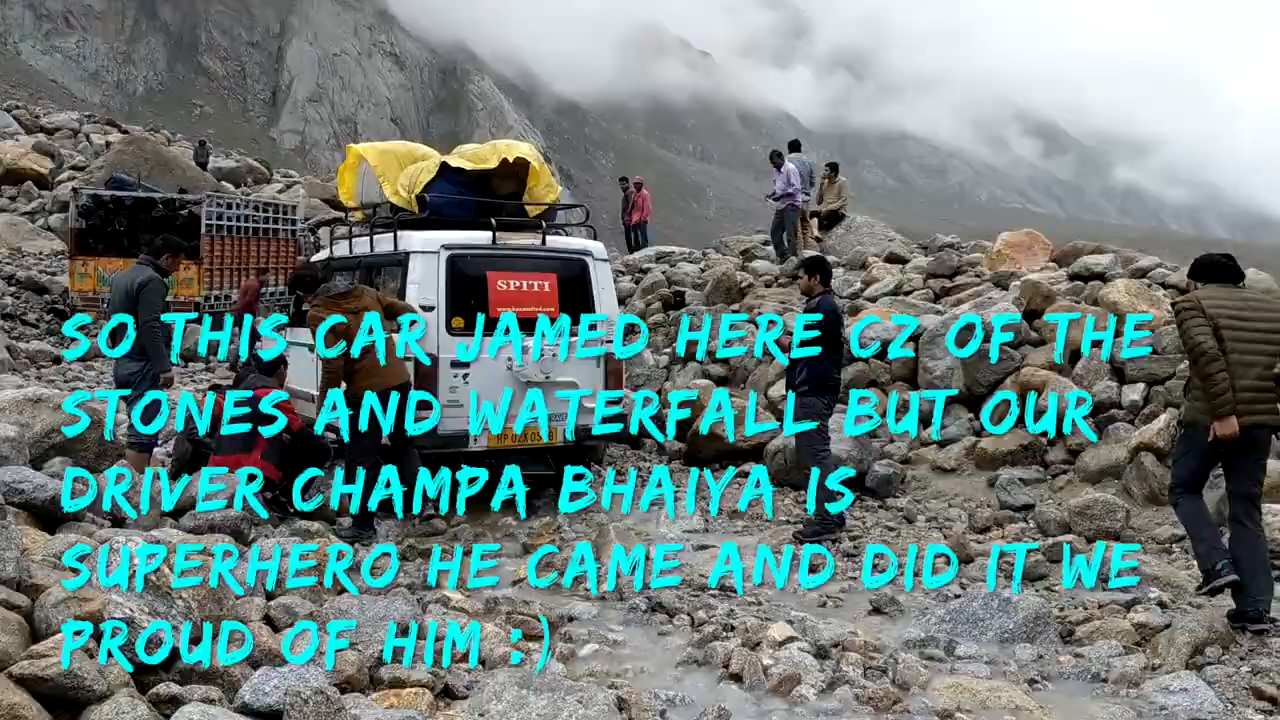 SPITI
SO THIS CAR JAMED HERE CZ OF THE
STONES AND WATERFALL BUT OUR
DRIVER CHAMPA BHAIYA IS
SUPERHERO HE CAME AND DID IT WE
PROUD OF HIM :)